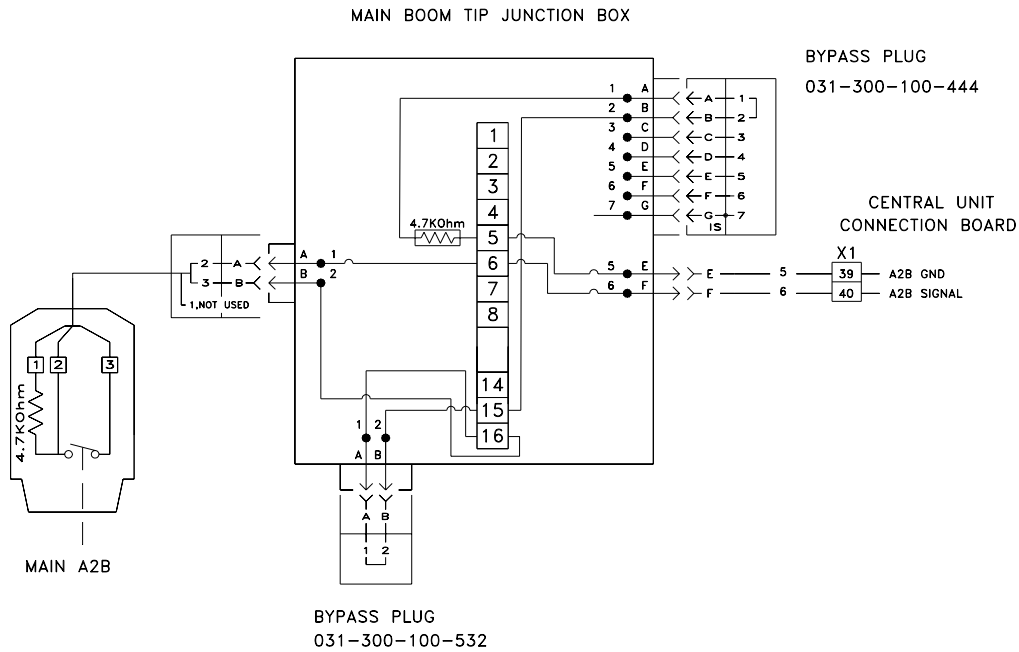 MAIN BOOM TIP JUNCTION BOX
BYPASS PLUG
031-300-100-444
1 A A 1
2 B B 2
3 C C 3
4 D D 4
5 E E 5
6 F F 6
7 G G 7
1S
1
2
3
4
5
6
7
8
14
15
16
4.7KOhm
CENTRAL UNIT
CONNECTION BOARD
X1
5 E E 5 39 A2B GND
6 F F 6 40 A2B SIGNAL
2 A A 1
3 B B 2
1,NOT USED
1 2 3
4.7KOhm
MAIN A2B
1 2
A B
A B
1 2
BYPASS PLUG
031-300-100-532